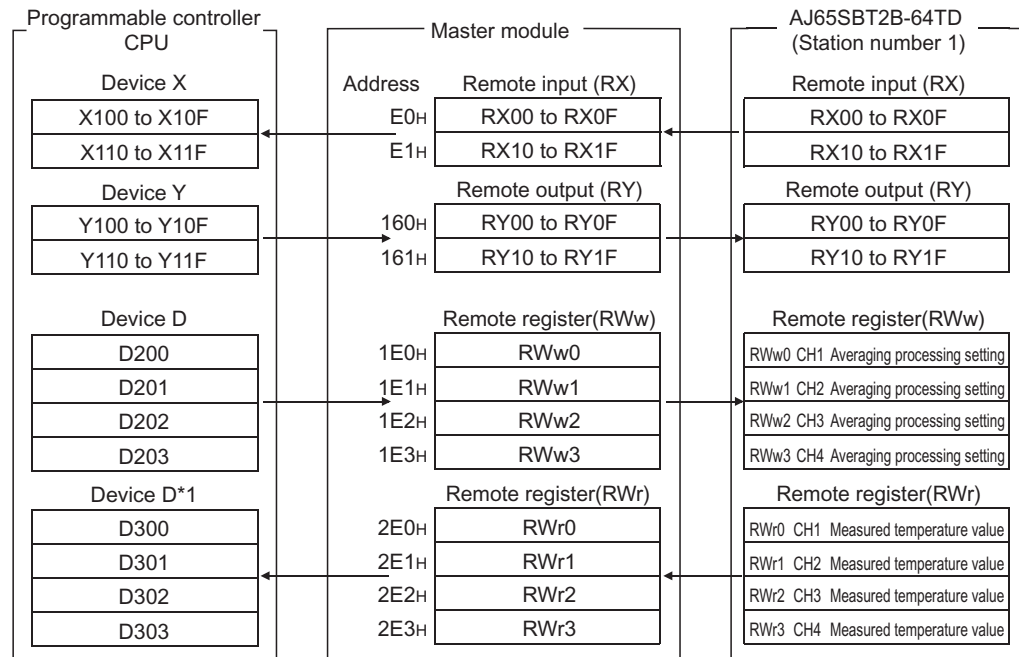 Programmable controller
CPU
Master module
AJ65SBT2B-64TD
(Station number 1)
Device X
Address
Remote input (RX)
Remote input (RX)
X100 to X10F
E0H
RX00 to RX0F
RX00 to RX0F
X110 to X11F
E1H
RX10 to RX1F
RX10 to RX1F
Device Y
Remote output (RY)
Remote output (RY)
Y100 to Y10F
160H
RY00 to RY0F
RY00 to RY0F
Y110 to Y11F
161H
RY10 to RY1F
RY10 to RY1F
Device D
Remote register(RWw)
Remote register(RWw)
D200
1E0H
RWw0
RWw0 CH1 Averaging processing setting
D201
1E1H
RWw1
RWw1 CH2 Averaging processing setting
D202
1E2H
RWw2
RWw2 CH3 Averaging processing setting
D203
1E3H
RWw3
RWw3 CH4 Averaging processing setting
Device D*1
Remote register(RWr)
Remote register(RWr)
D300
2E0H
RWr0
RWr0 CH1 Measured temperature value
D301
2E1H
RWr1
RWr1 CH2 Measured temperature value
D302
2E2H
RWr2
RWr2 CH3 Measured temperature value
D303
2E3H
RWr3
RWr3 CH4 Measured temperature value